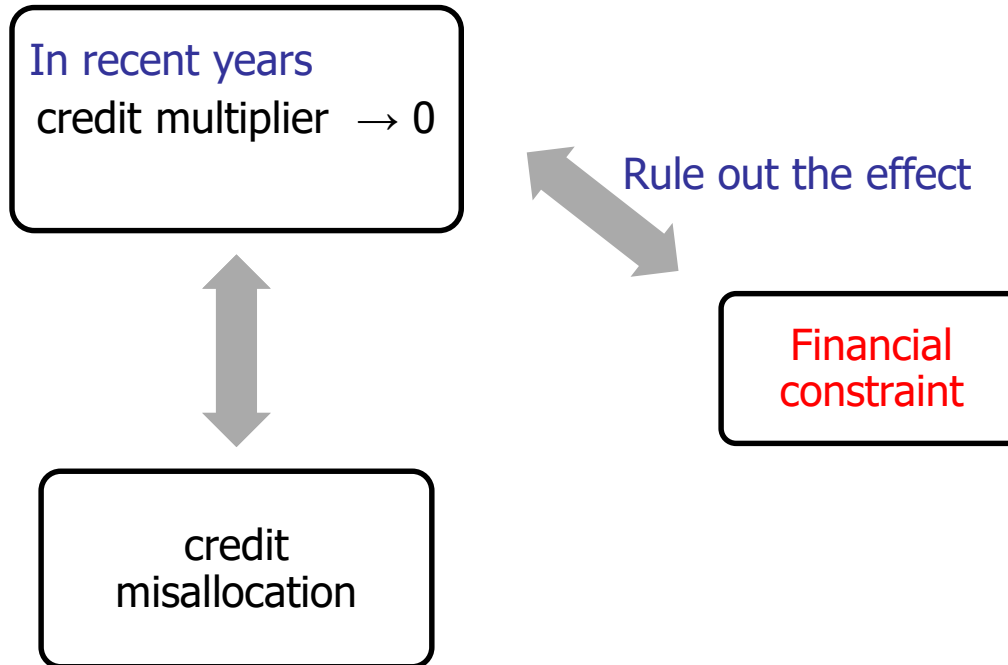 In recent years
credit multiplier → 0
Rule out the effect
Financial
constraint
credit
misallocation